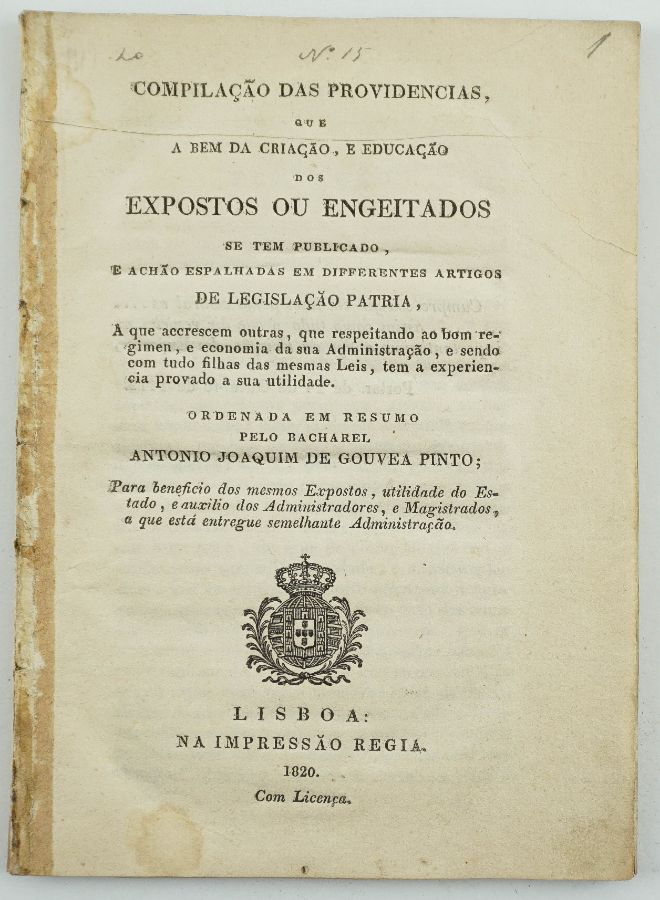 Nº 15
1
COMPILAÇÃO DAS PROVIDENCIAS,
QUE
A BEM DA CRIAÇÃO, E EDUCAÇÃO
DOS
EXPOSTOS OU ENGEITADOS
SE TEM PUBLICADO,
E ACHÃO ESPALHADAS EM DIFFERENTES ARTIGOS
DE LEGISLAÇÃO PATRIA,
A que accrescem outras, que respeitando ao bom re-
gimen, e economia da sua Administração, e sendo
com tudo filhas das mesmas Leis, tem a experien-
cia provado a sua utilidade.
ORDENADA EM RESUMO
PELO BACHAREL
ANTONIO JOAQUIM DE GOUVEA PINTO;
Para beneficio dos mesmos Expostos, utilidade do Es-
tado, e auxilio dos Administradores, e Magistrados,
a que está entregue semelhante Administração.
LISBOA:
NA IMPRESSÃO REGIA.
1820.
Com Licença.